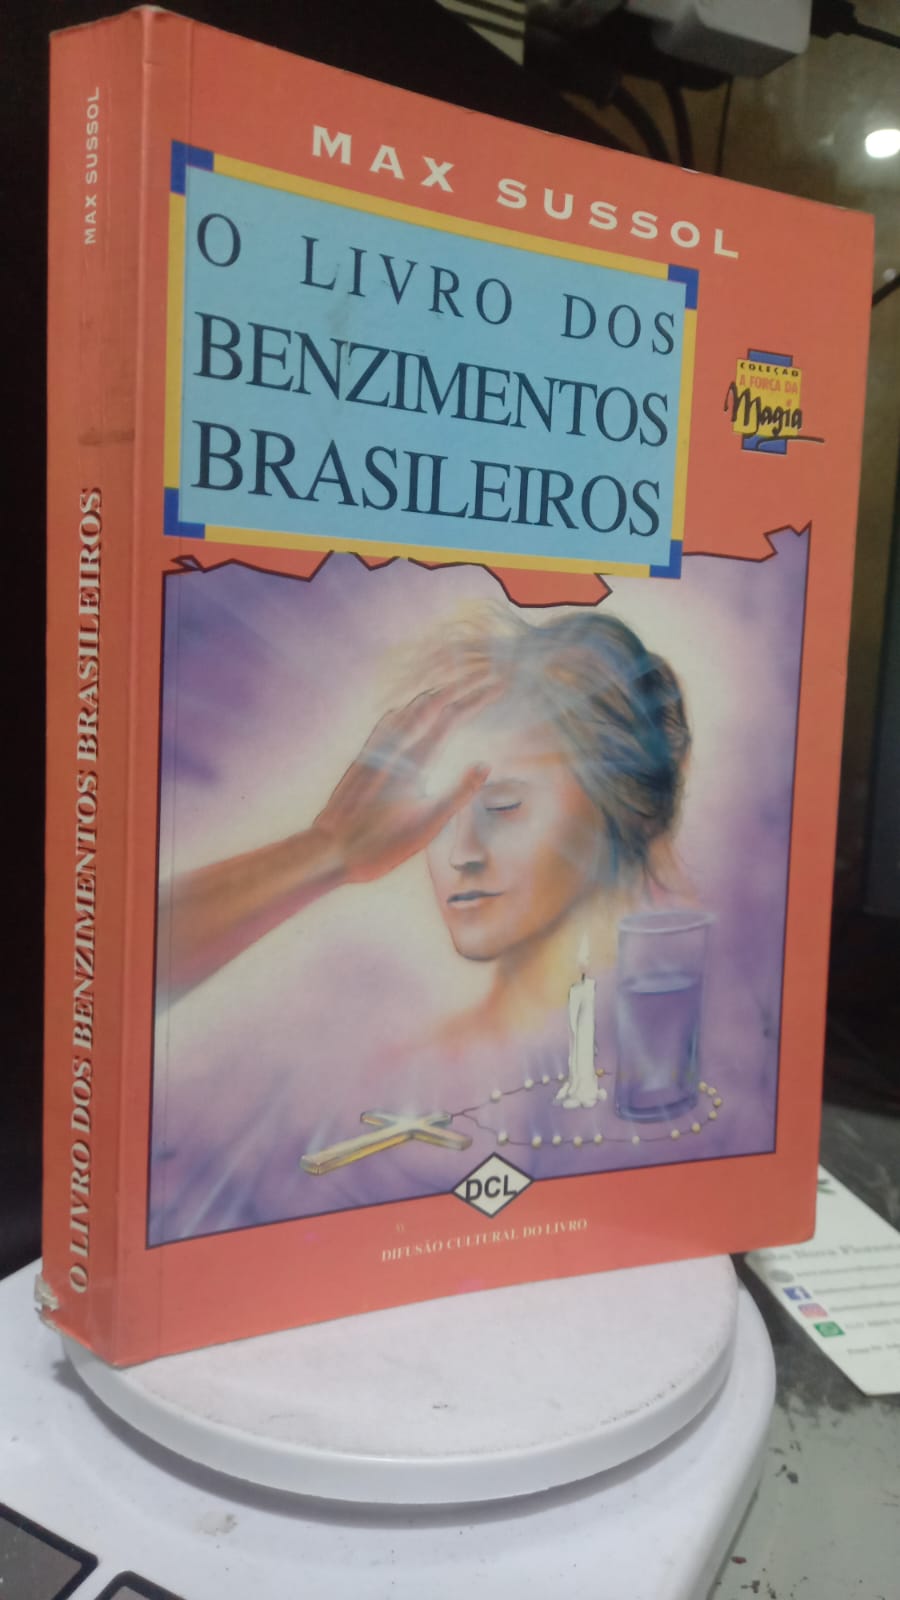 MAX SUSSOL
O LIVRO DOS BENZIMENTOS BRASILEIROS
MAX SUSSOL
O LIVRO DOS
BENZIMENTOS
BRASILEIROS
COLEÇÃO
A FORÇA DA
Magia
DCL
DIFUSÃO CULTURAL DO LIVRO